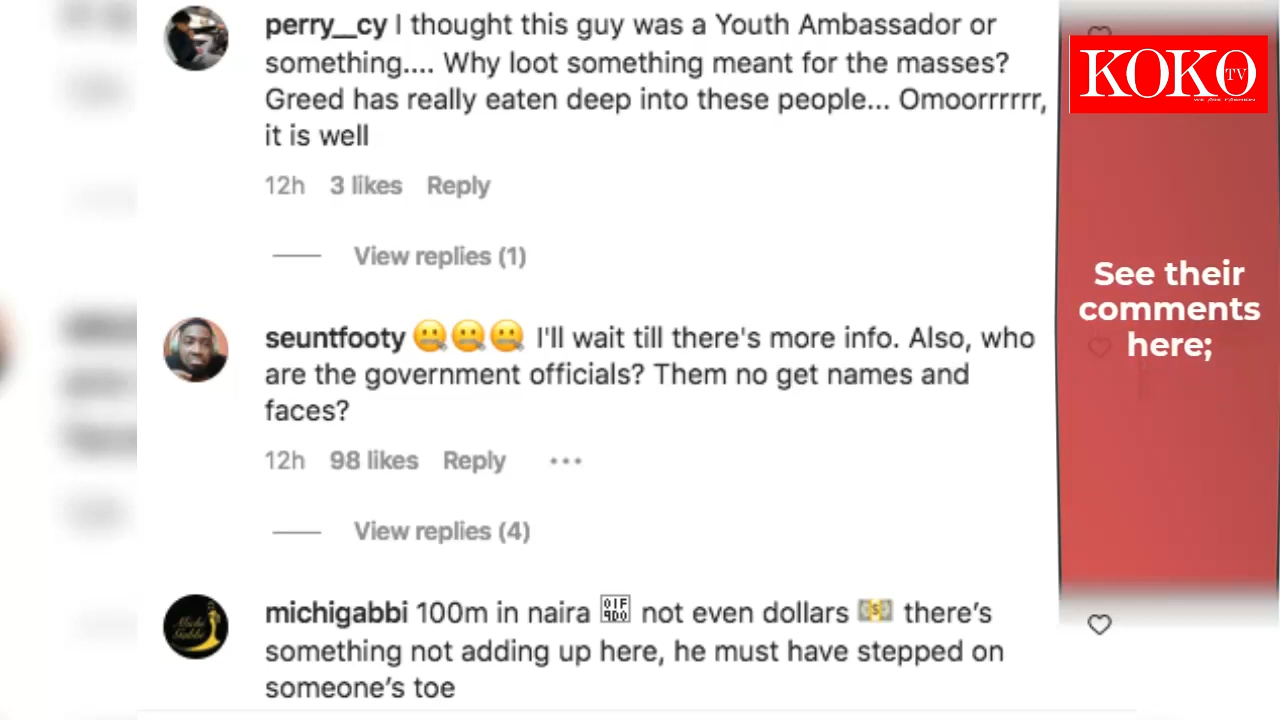 perry__cy I thought this guy was a Youth Ambassador or
something.... Why loot something meant for the masses?
Greed has really eaten deep into these people... Omoorrrrrr,
it is well
12h 3 likes Reply
View replies (1)
seuntfooty 🤐🤐🤐 I'll wait till there's more info. Also, who
are the government officials? Them no get names and
faces?
12h 98 likes Reply •••
View replies (4)
michigabbi 100m in naira not even dollars 💵 there’s
something not adding up here, he must have stepped on
someone’s toe
KOKO TV
WE ARE FASHION
See their
comments
here;